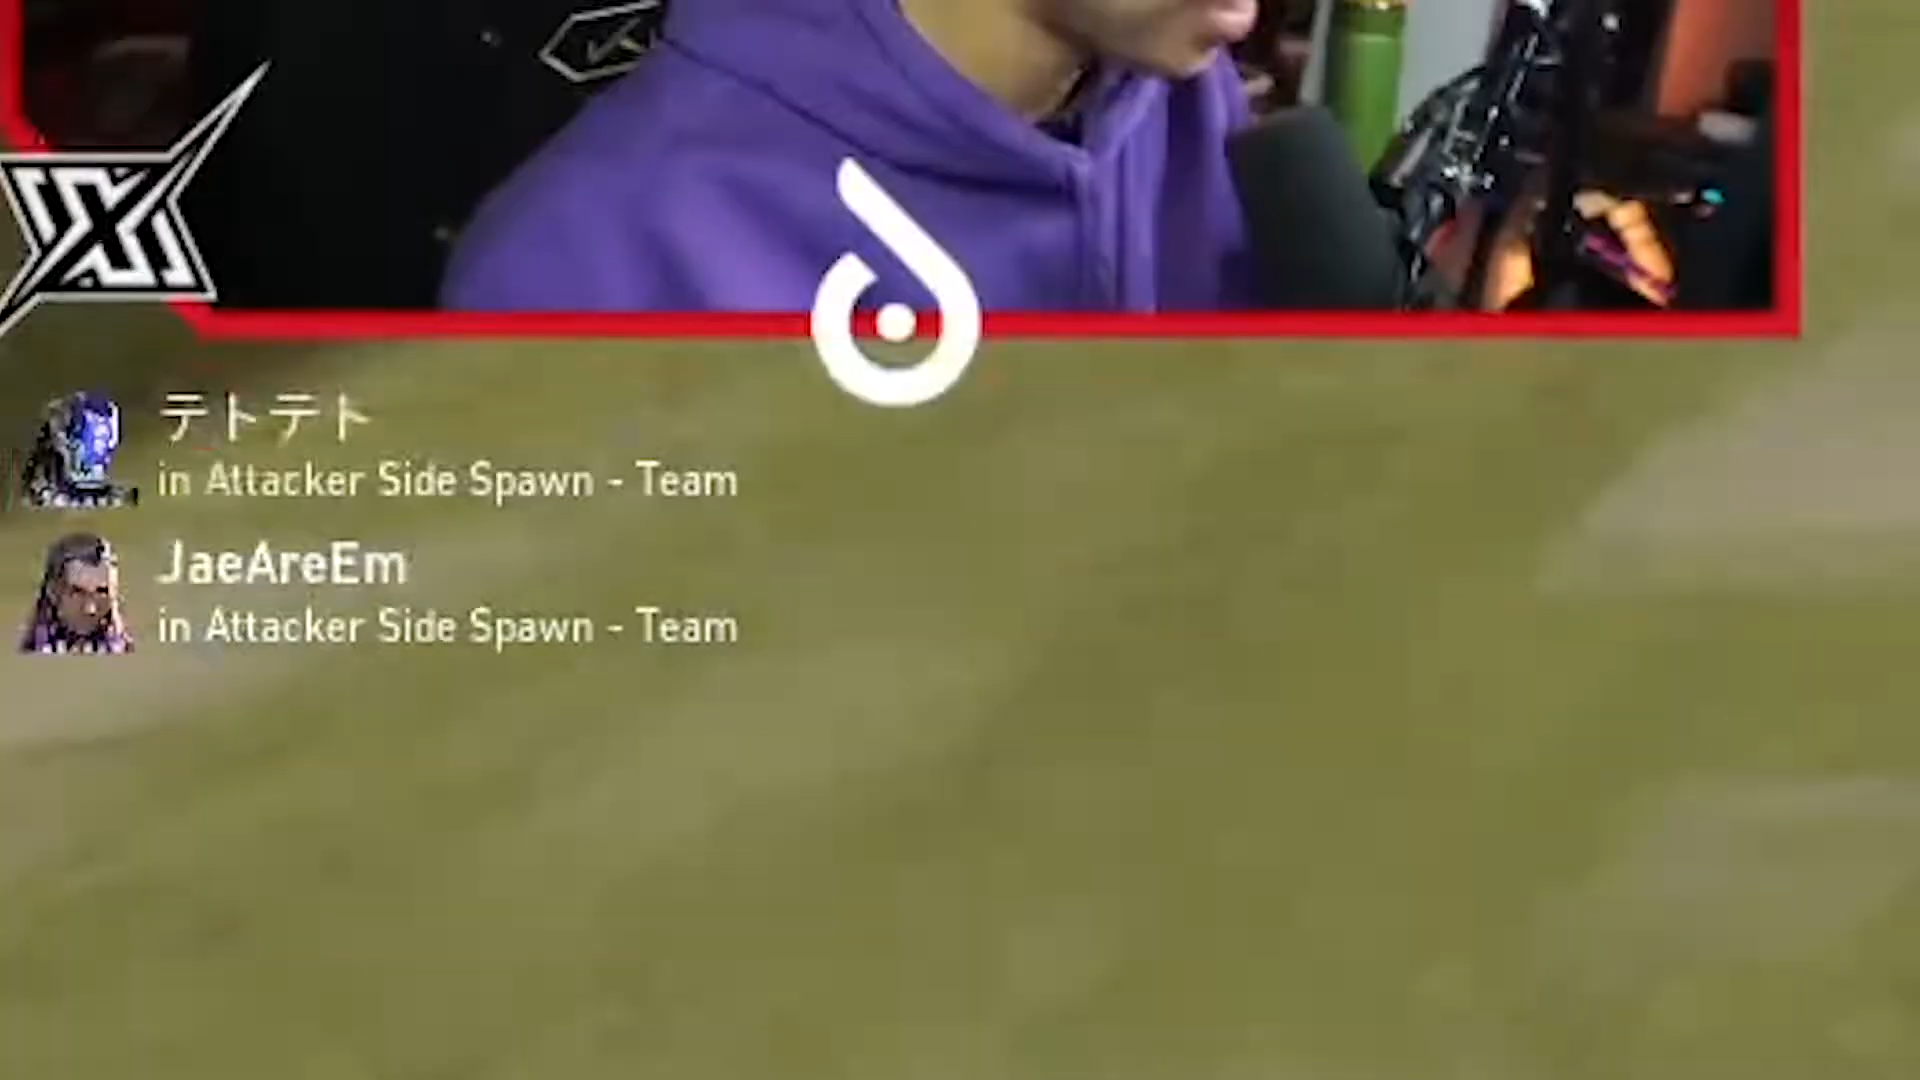 テトテト
in Attacker Side Spawn - Team
JaeAreEm
in Attacker Side Spawn - Team